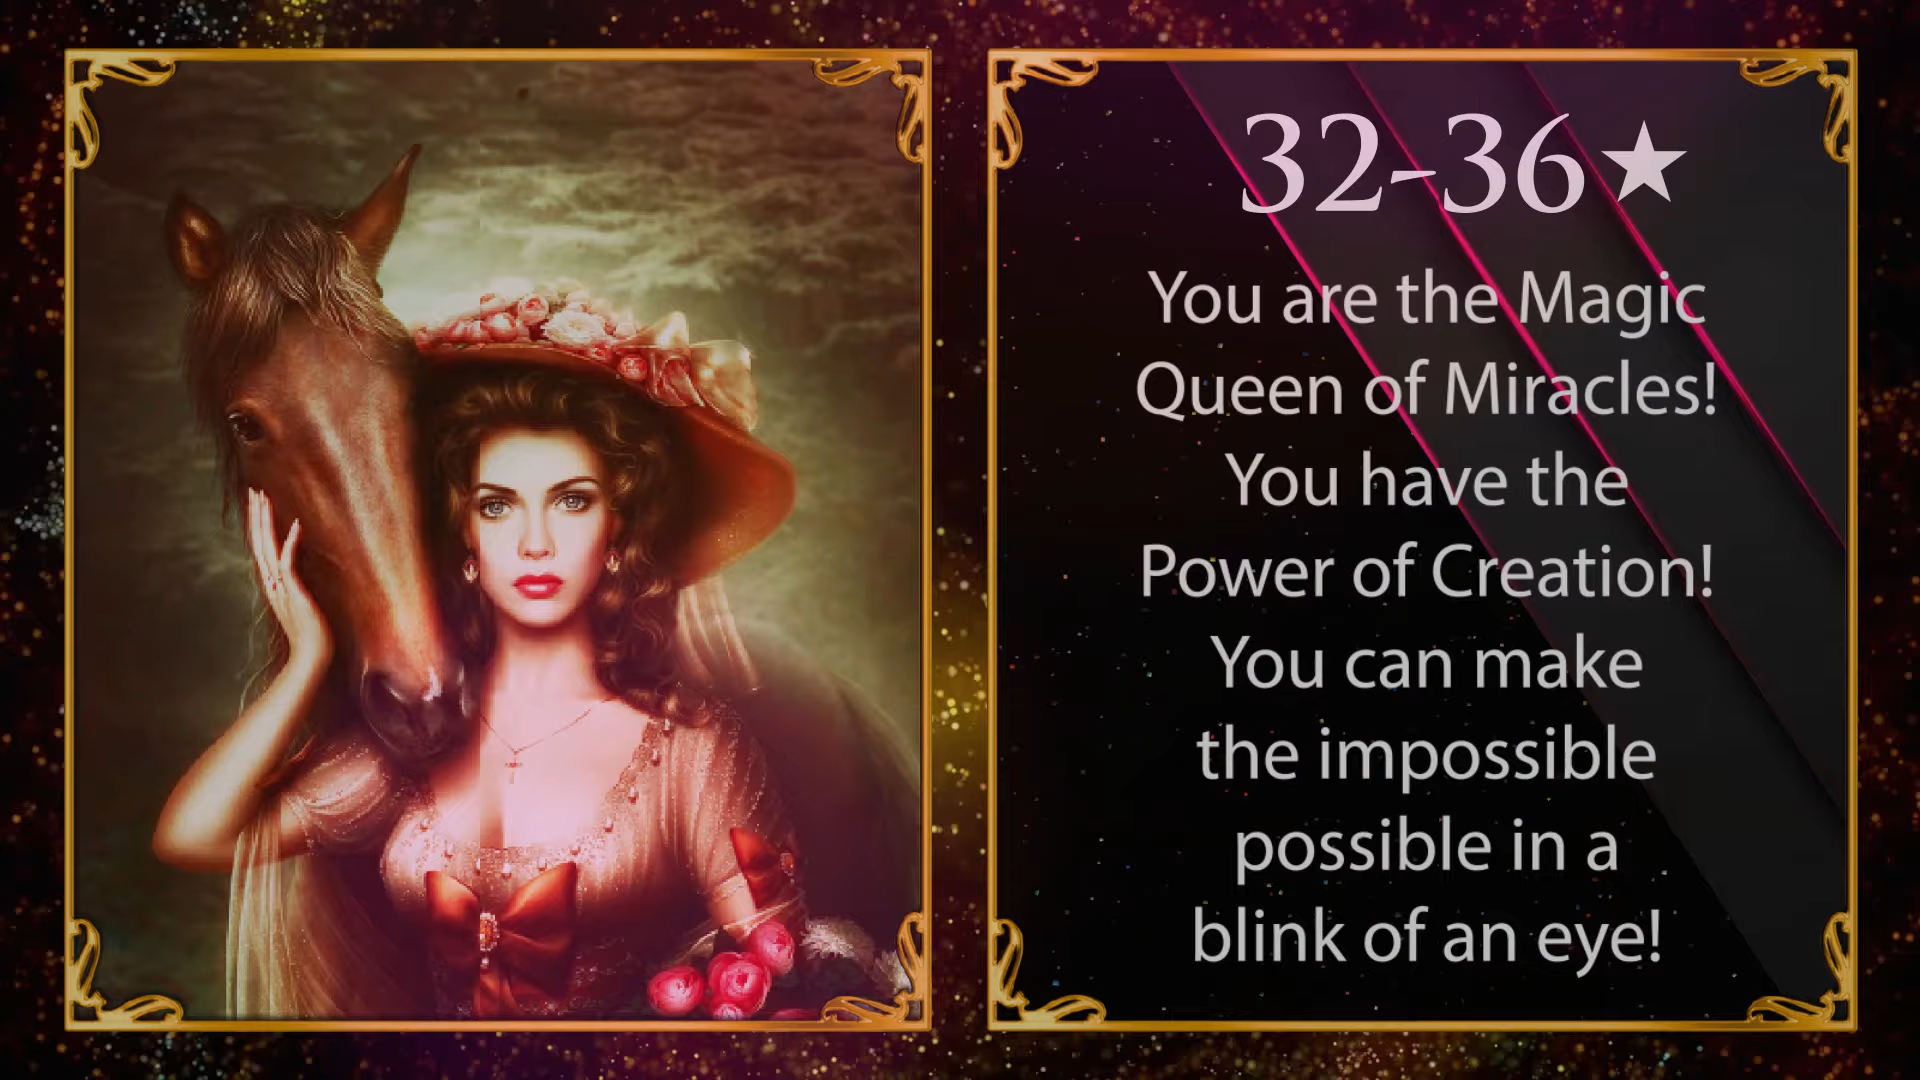 32-36★
You are the Magic
Queen of Miracles!
You have the
Power of Creation!
You can make
the impossible
possible in a
blink of an eye!